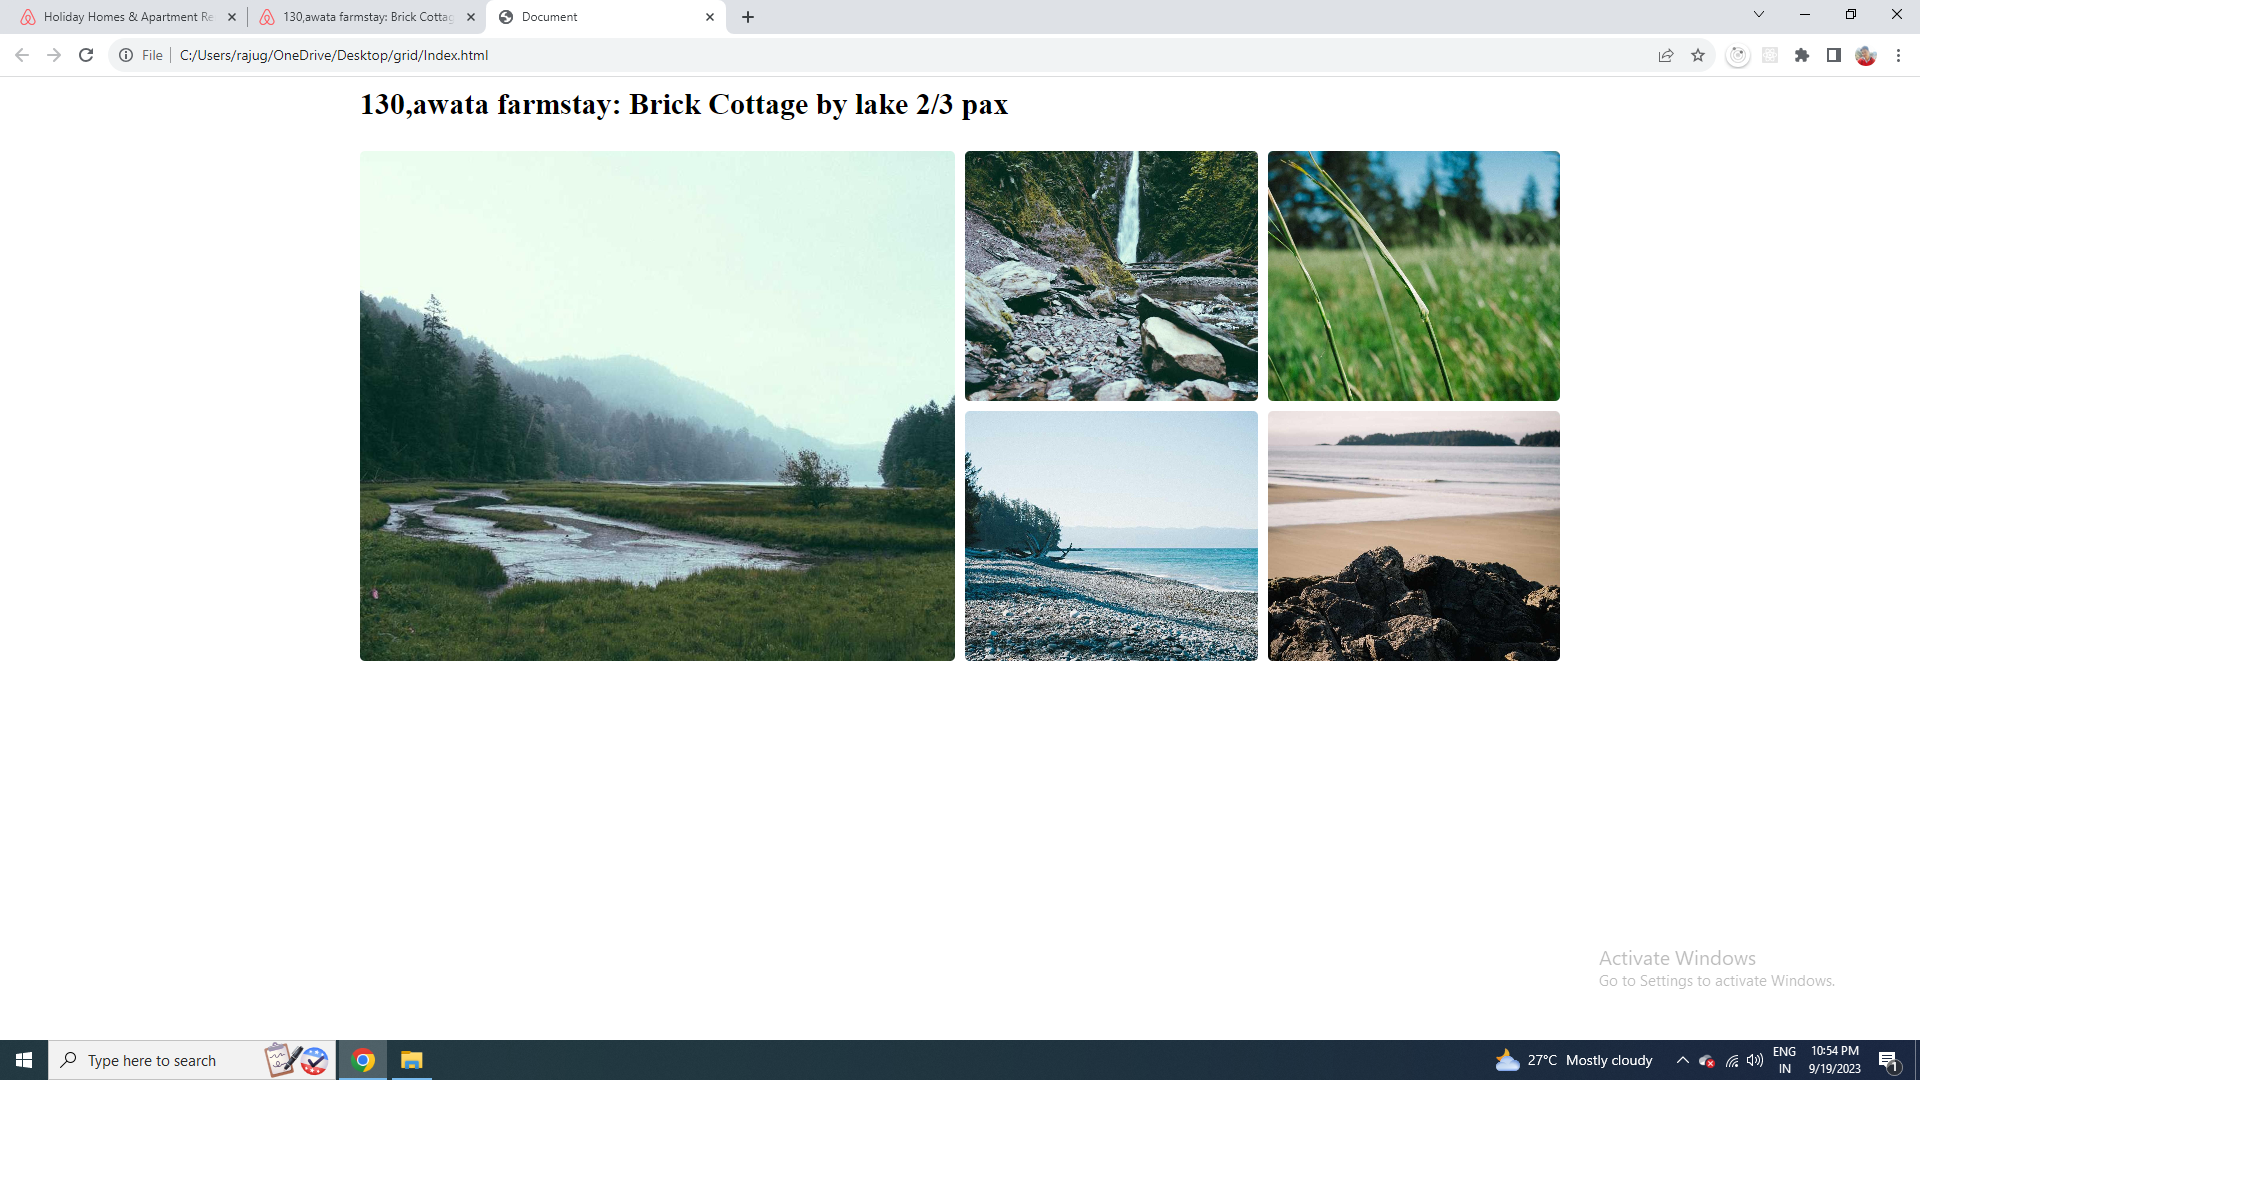 Holiday Homes & Apartment Re
130,awata farmstay: Brick Cottag
Document
File
C:/Users/rajug/OneDrive/Desktop/grid/Index.html
130,awata farmstay: Brick Cottage by lake 2/3 pax
Activate Windows
Go to Settings to activate Windows.
Type here to search
27°C Mostly cloudy
ENG
IN
10:54 PM
9/19/2023
1